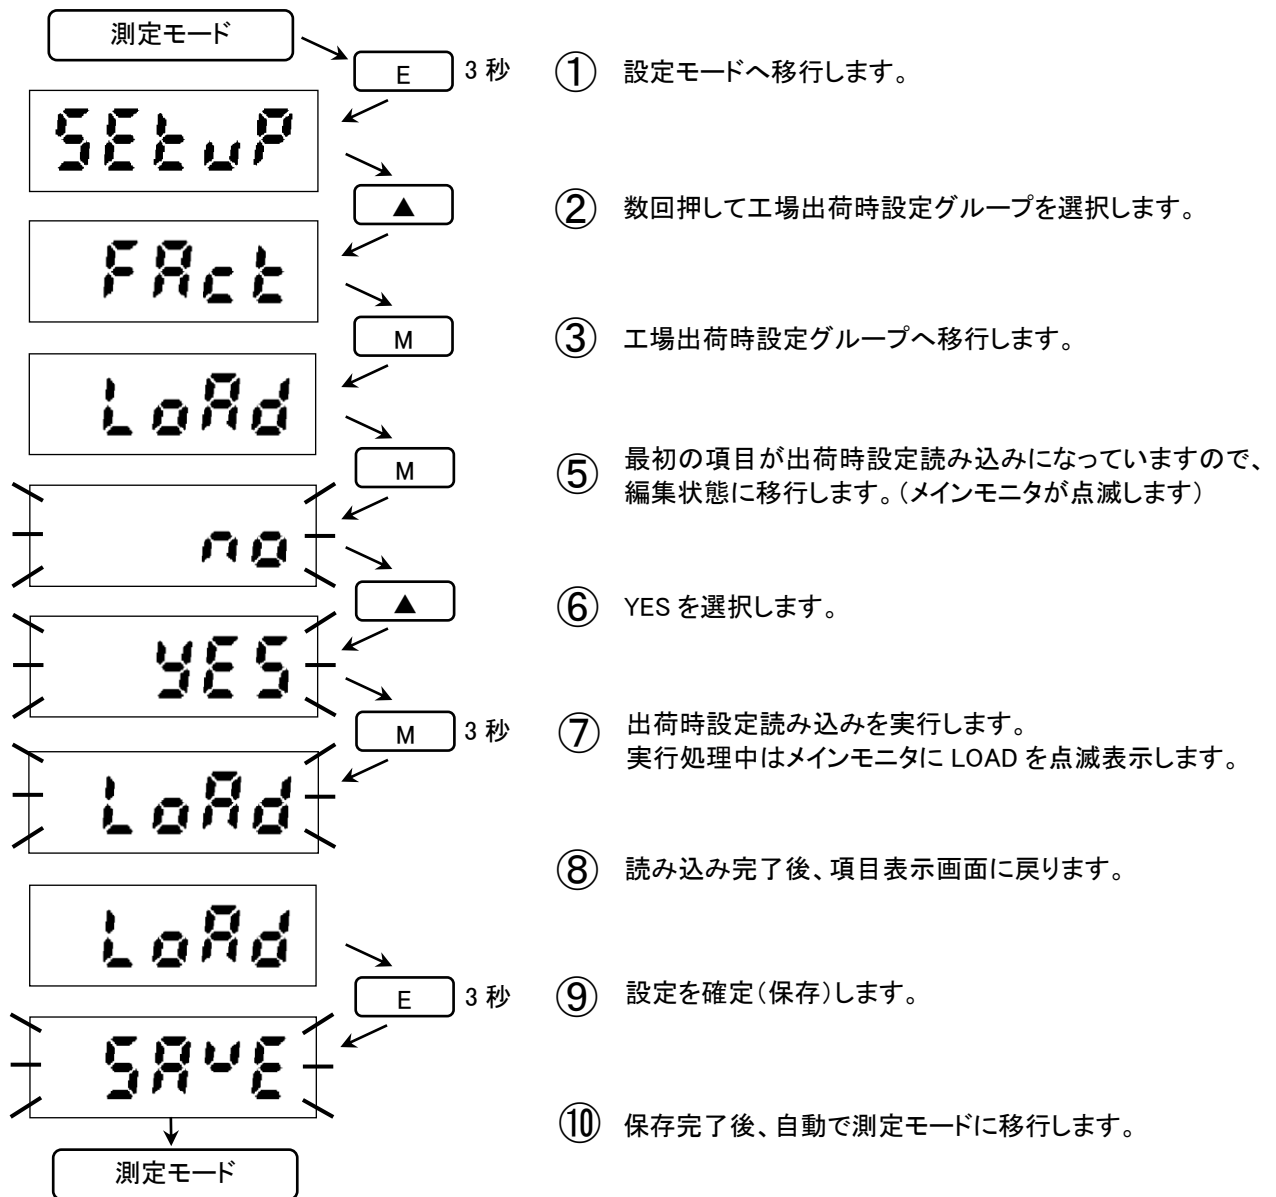 測定モード
E 3 秒 ① 設定モードへ移行します。
SEtuP
▲ ② 数回押して工場出荷時設定グループを選択します。
FAct
M ③ 工場出荷時設定グループへ移行します。
LoAd
M ⑤ 最初の項目が出荷時設定読み込みになっていますので、
編集状態に移行します。（メインモニタが点滅します）
no
▲ ⑥ YES を選択します。
yES
M 3 秒 ⑦ 出荷時設定読み込みを実行します。
実行処理中はメインモニタに LOAD を点滅表示します。
LoAd
⑧ 読み込み完了後、項目表示画面に戻ります。
LoAd
E 3 秒 ⑨ 設定を確定（保存）します。
SAvE
⑩ 保存完了後、自動で測定モードに移行します。
測定モード